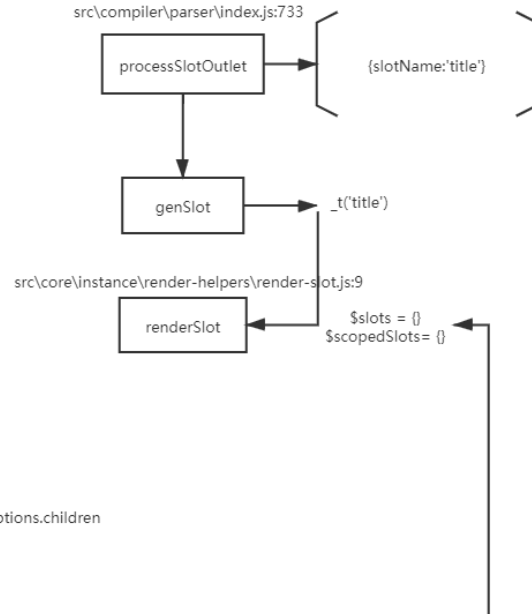 src\compiler\parser\index.js:733
processSlotOutlet
{slotName:'title'}
genSlot
_t('title')
src\core\instance\render-helpers\render-slot.js:9
renderSlot
$slots = {}
$scopedSlots= {}
ptions.children